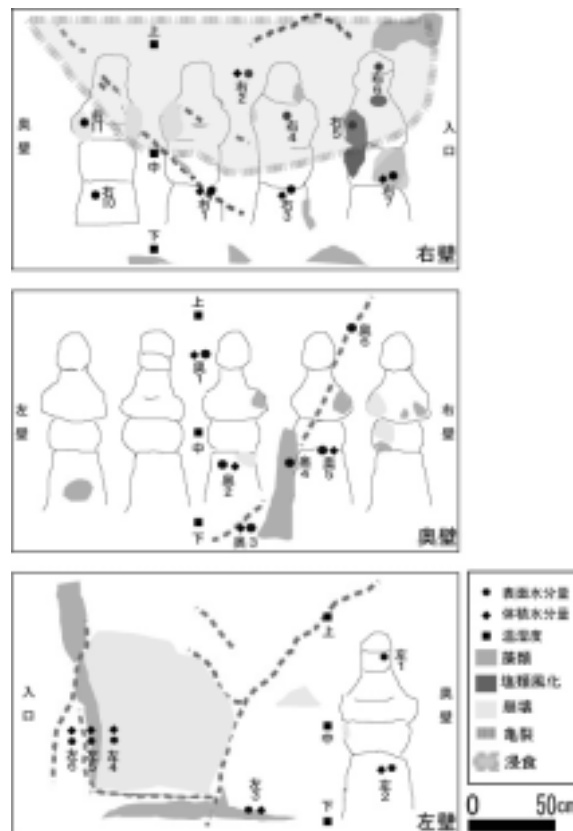 上
右2
右4
右5
右11
奥壁
入口
中
右10
右1
右3
右7
下
右壁
上
奥6
奥1
左壁
右壁
中
奥4
奥5
奥2
下
奥3
奥壁
入口
上
左1
奥壁
中
左4
左2
左3
下
左壁
● 表面水分量
◆ 体積水分量
■ 温湿度
藻類
塩類風化
崩壊
亀裂
浸食
0 50cm